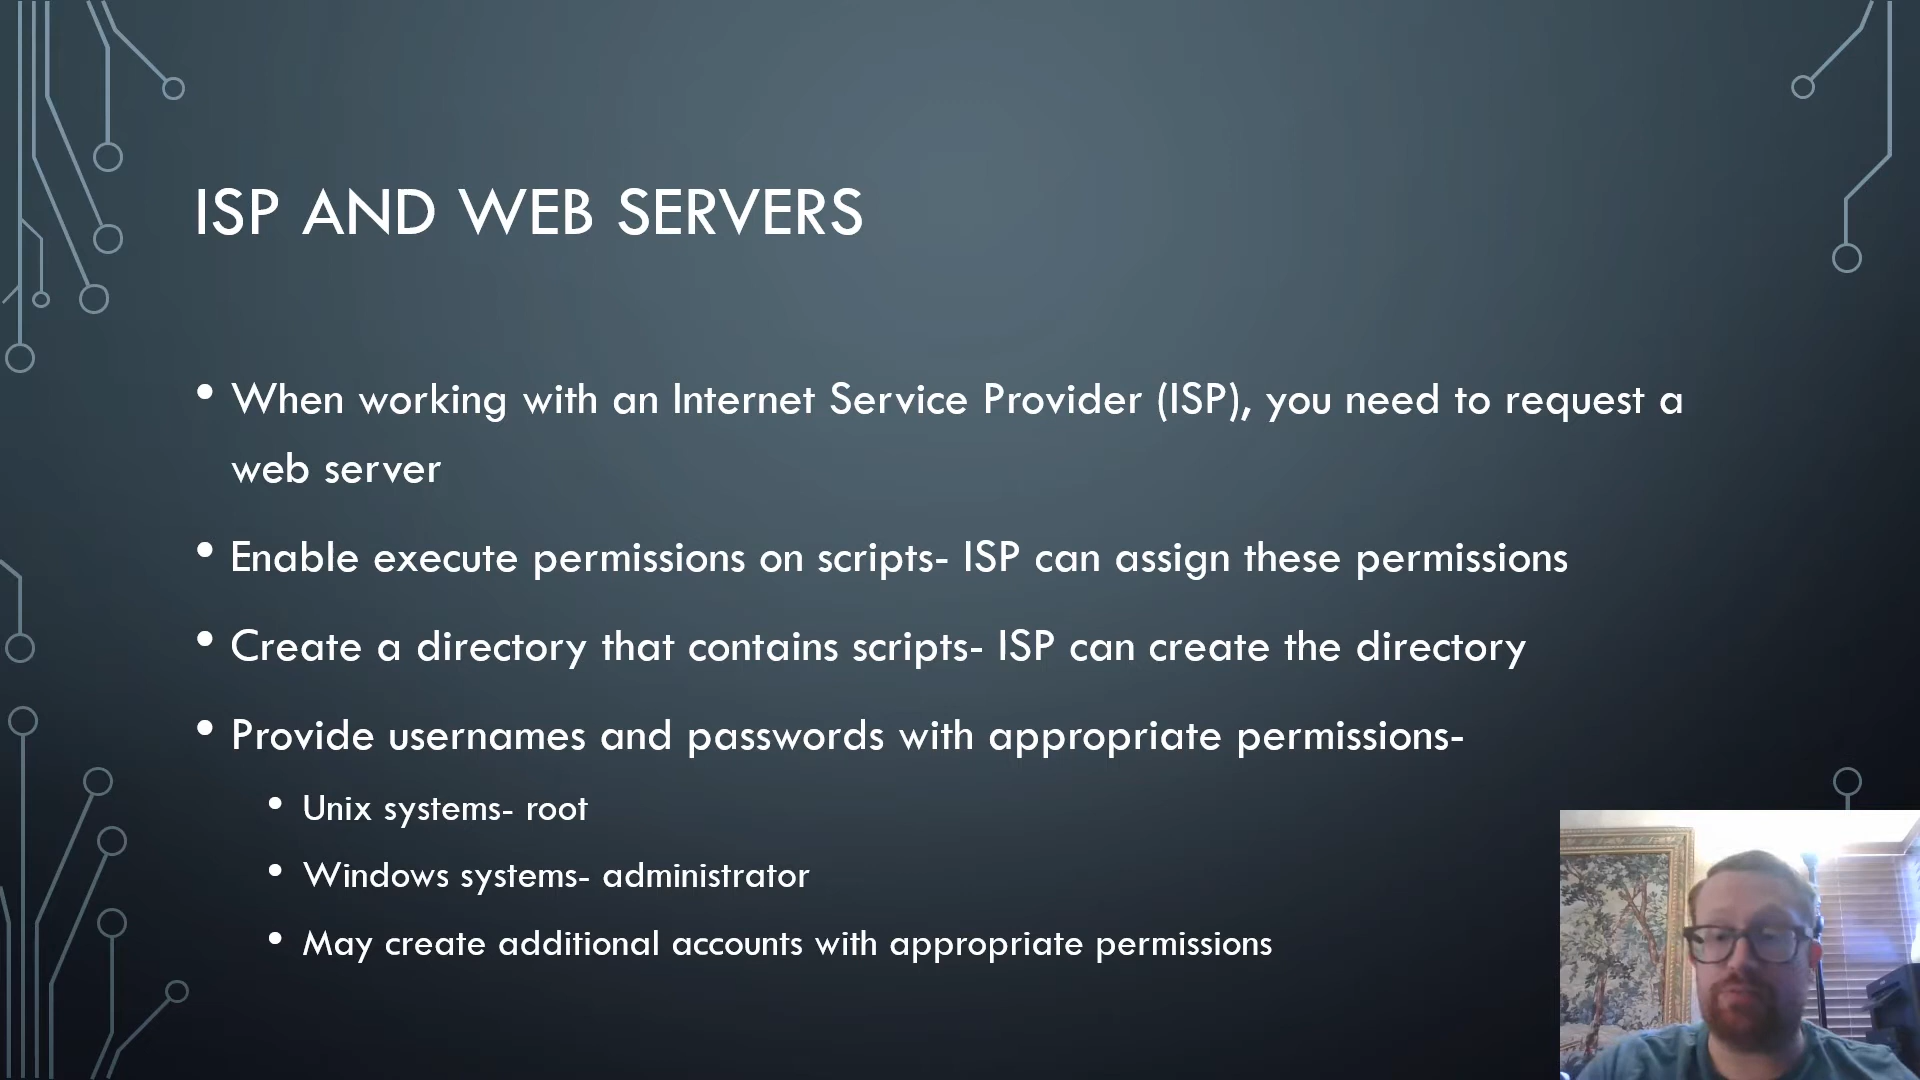 ISP AND WEB SERVERS
• When working with an Internet Service Provider (ISP), you need to request a
web server
• Enable execute permissions on scripts- ISP can assign these permissions
• Create a directory that contains scripts- ISP can create the directory
• Provide usernames and passwords with appropriate permissions-
• Unix systems- root
• Windows systems- administrator
• May create additional accounts with appropriate permissions